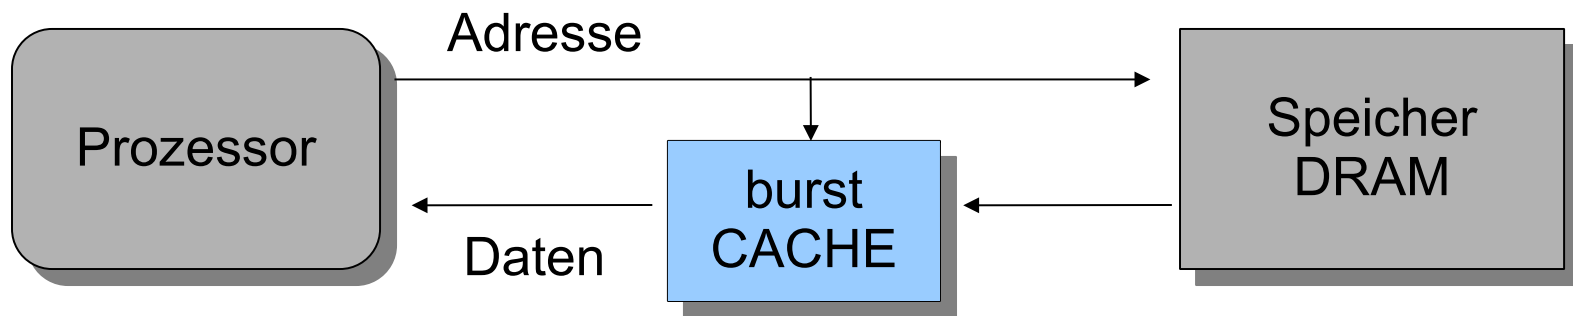 Adresse
Prozessor
Speicher
DRAM
burst
CACHE
Daten